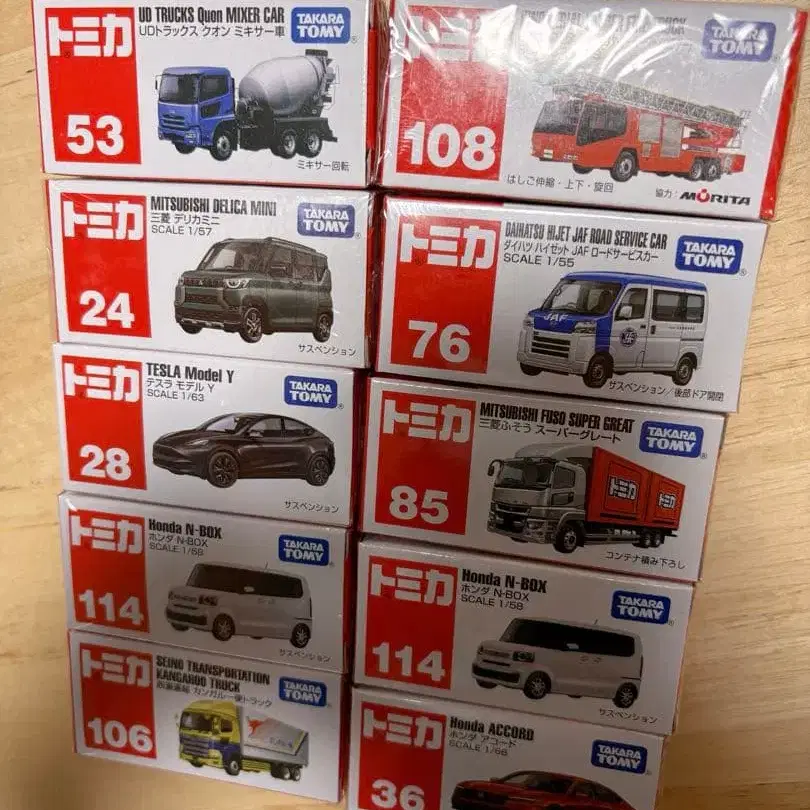 トミカ
53
UD TRUCKS Quon MIXER CAR
UDトラックス クオン ミキサー車
TAKARA
TOMY
ミキサー回転
トミカ
108
TAKARA
TOMY
はしご伸縮・上下・旋回
協力:MORITA
トミカ
24
MITSUBISHI DELICA MINI
三菱 デリカミニ
SCALE 1/57
TAKARA
TOMY
サスペンション
トミカ
76
DAIHATSU HIJET JAF ROAD SERVICE CAR
ダイハツ ハイゼット JAF ロードサービスカー
SCALE 1/55
TAKARA
TOMY
JAF
サスペンション/後部ドア開閉
トミカ
28
TESLA Model Y
テスラ モデル Y
SCALE 1/63
TAKARA
TOMY
サスペンション
トミカ
85
MITSUBISHI FUSO SUPER GREAT
三菱ふそう スーパーグレート
TAKARA
TOMY
トミカ
トミカ
コンテナ積み下ろし
トミカ
114
Honda N-BOX
ホンダ N-BOX
SCALE 1/58
TAKARA
TOMY
サスペンション
トミカ
114
Honda N-BOX
ホンダ N-BOX
SCALE 1/58
TAKARA
TOMY
サスペンション
トミカ
106
SEINO TRANSPORTATION
KANGAROO TRUCK
西濃運輸 カンガルー便トラック
TAKARA
TOMY
トミカ
36
Honda ACCORD
ホンダ アコード
SCALE 1/66
TAKARA
TOMY